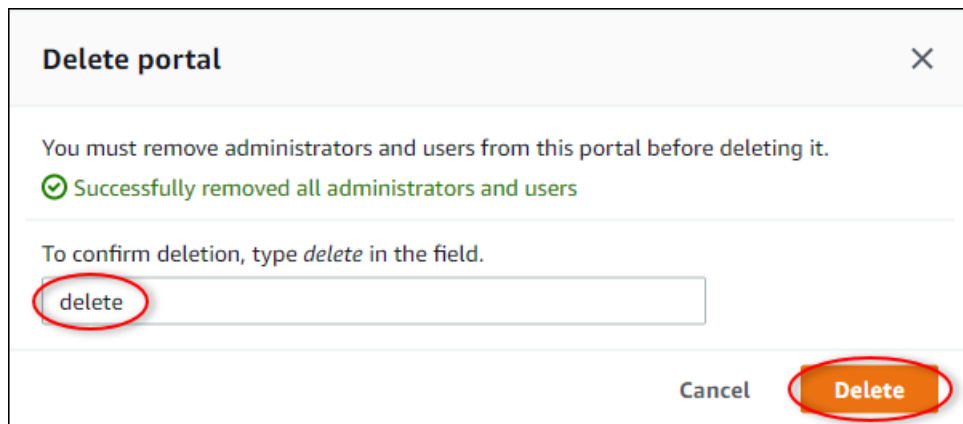 Delete portal
You must remove administrators and users from this portal before deleting it.
Successfully removed all administrators and users
To confirm deletion, type delete in the field.
delete
Cancel Delete